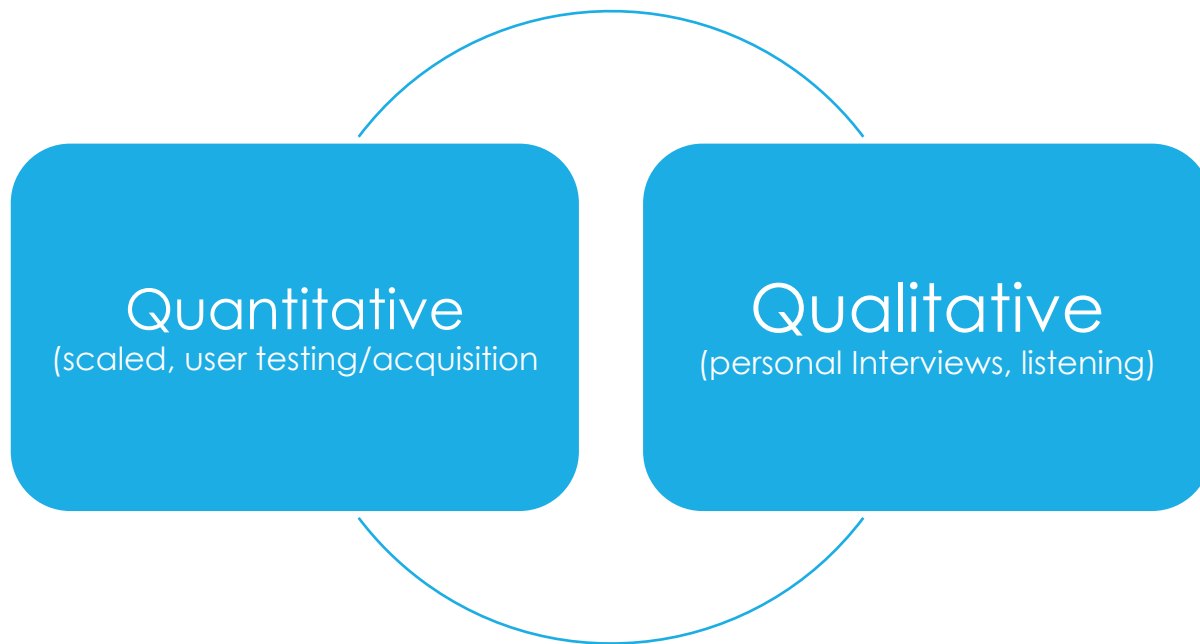 Quantitative
(scaled, user testing/acquisition
Qualitative
(personal Interviews, listening)